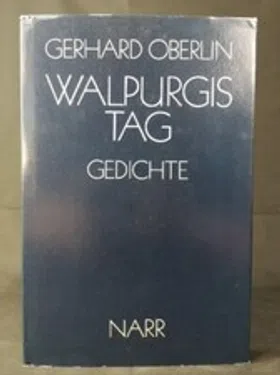 GERHARD OBERLIN
WALPURGIS
TAG
GEDICHTE
NARR